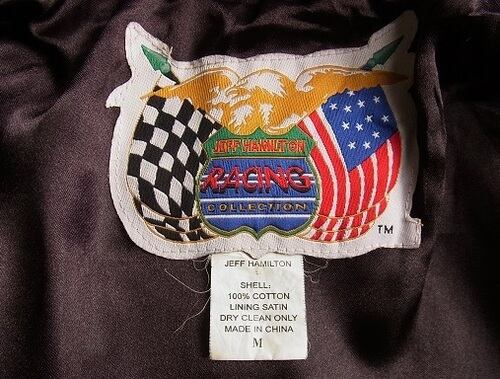 JEFF HAMILTON
RACING
COLLECTION
TM
JEFF HAMILTON
SHELL:
100% COTTON
LINING SATIN
DRY CLEAN ONLY
MADE IN CHINA
M